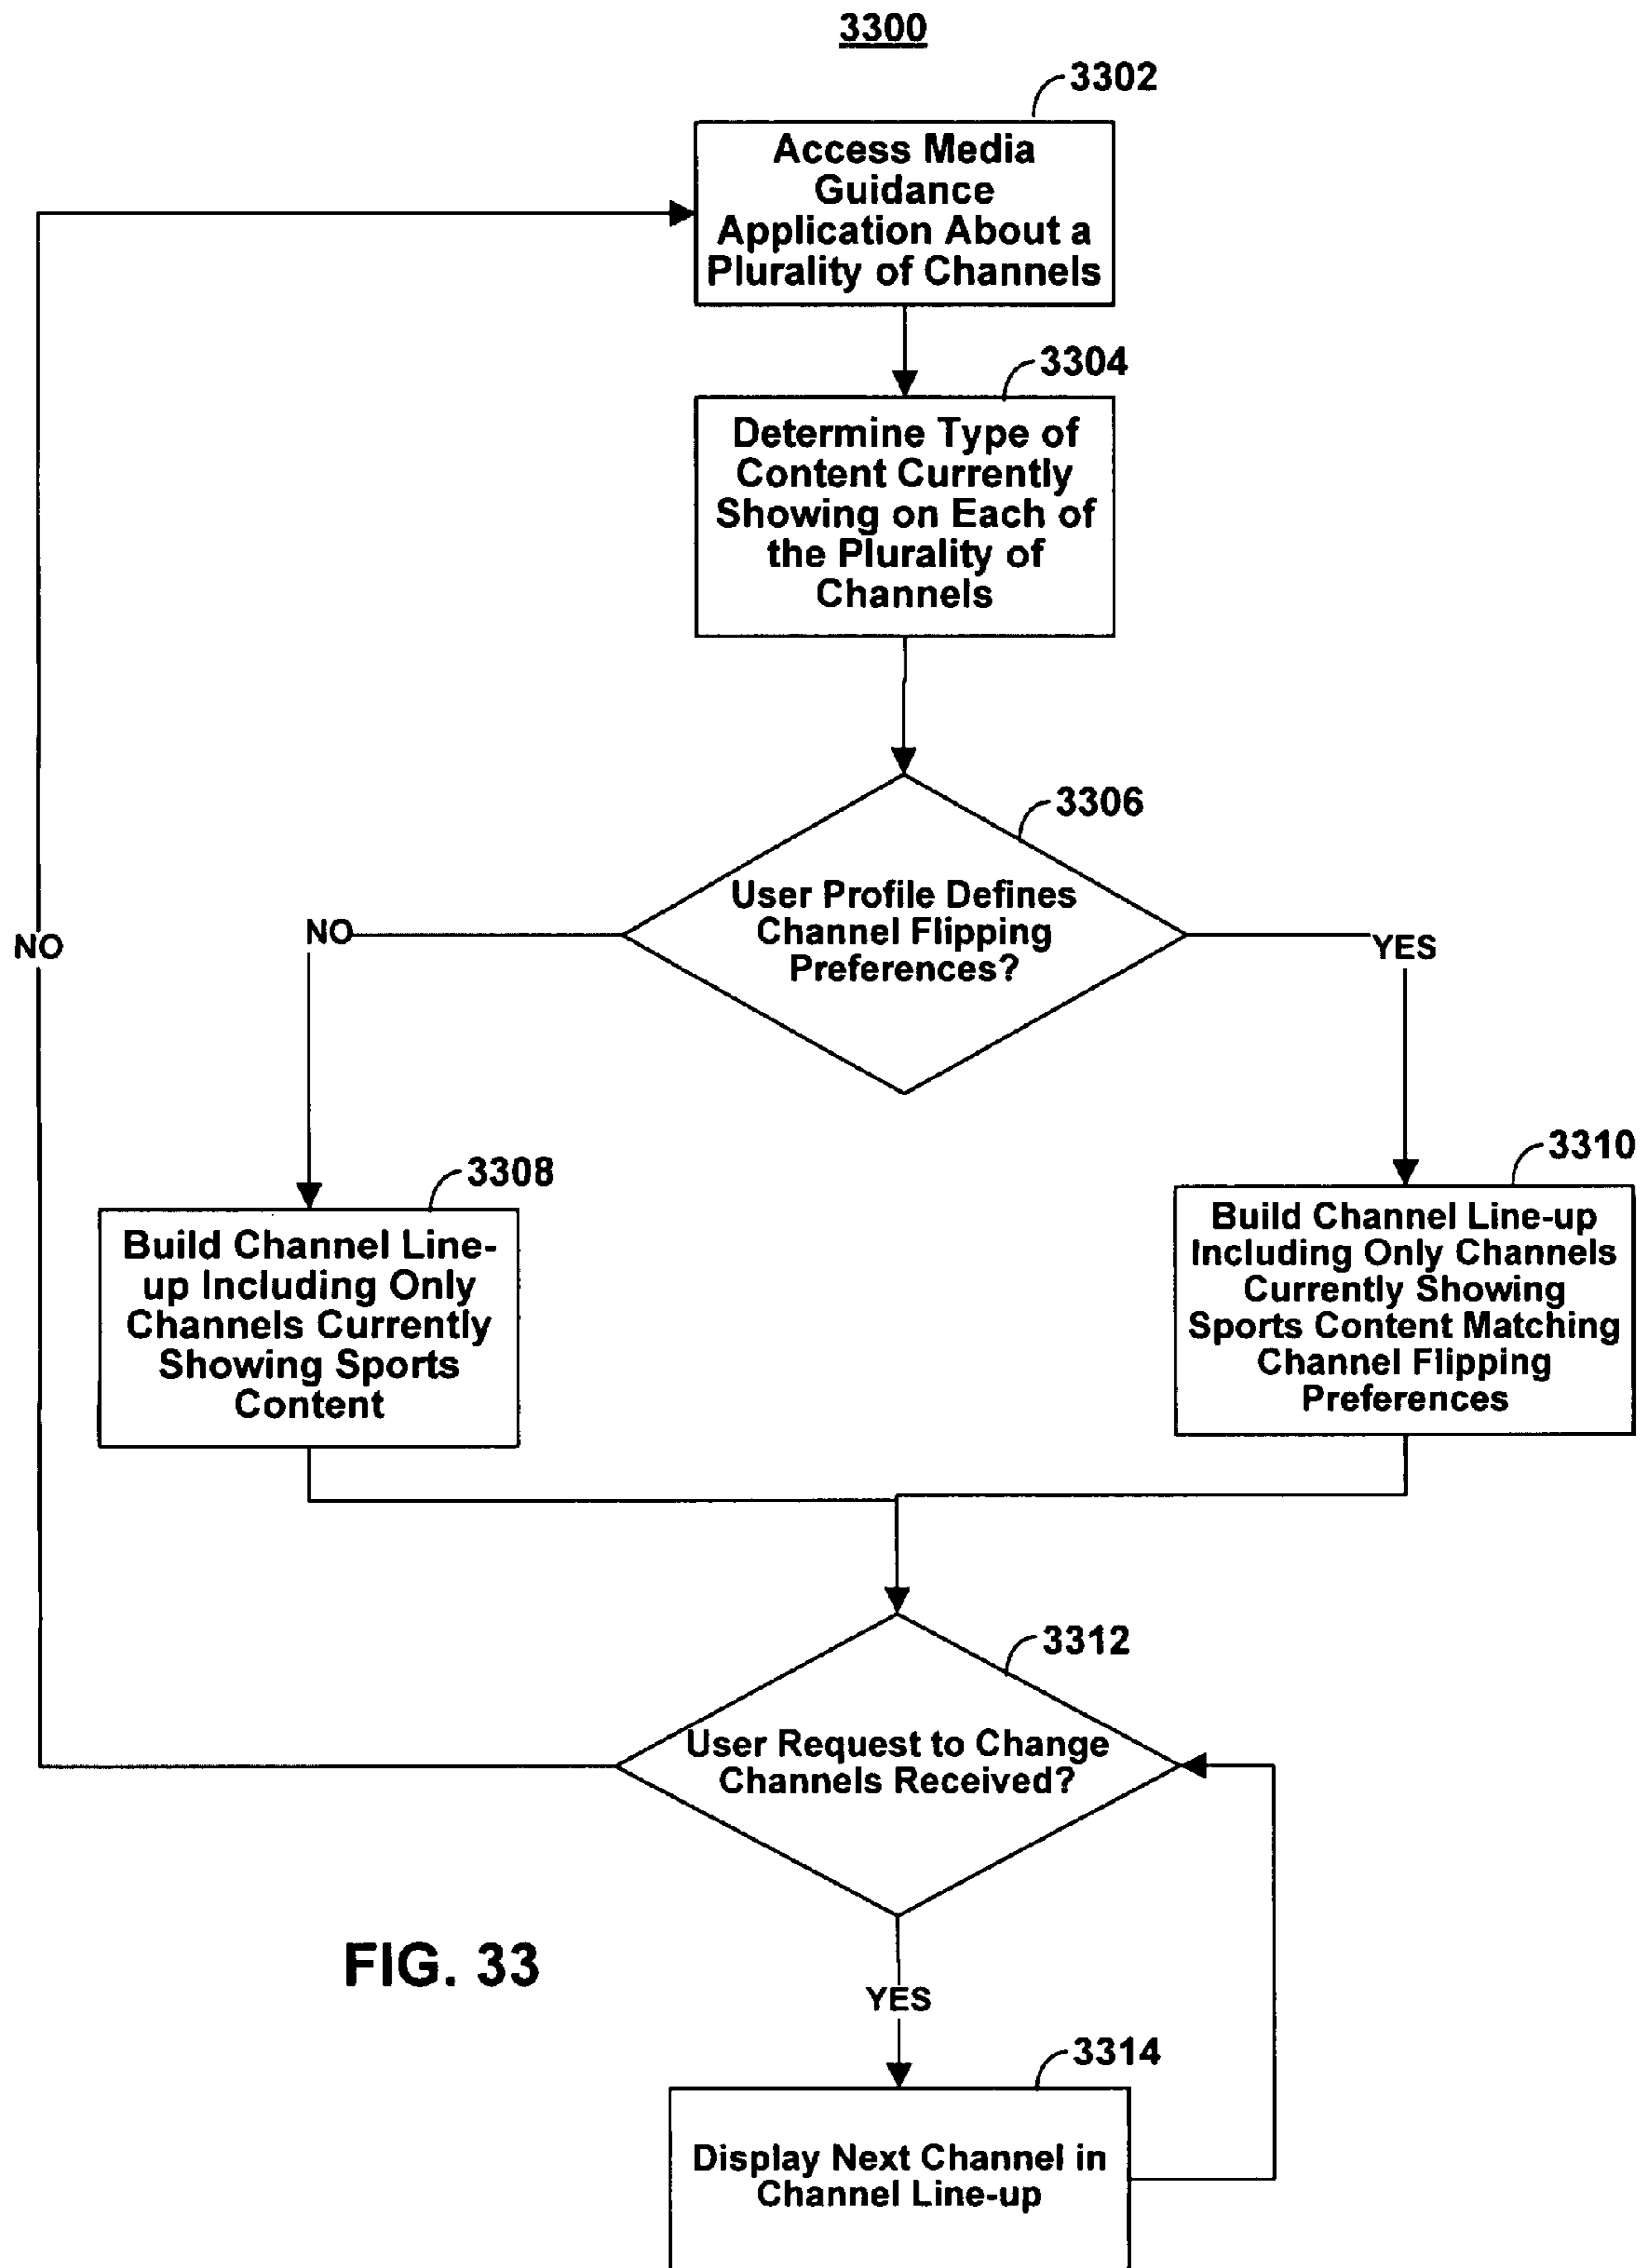 3300
3302
Access Media
Guidance
Application About a
Plurality of Channels
3304
Determine Type of
Content Currently
Showing on Each of
the Plurality of
Channels
3306
User Profile Defines
Channel Flipping
Preferences?
NO
NO
YES
3308
Build Channel Line-
up Including Only
Channels Currently
Showing Sports
Content
3310
Build Channel Line-up
Including Only Channels
Currently Showing
Sports Content Matching
Channel Flipping
Preferences
3312
User Request to Change
Channels Received?
FIG. 33
YES
3314
Display Next Channel in
Channel Line-up